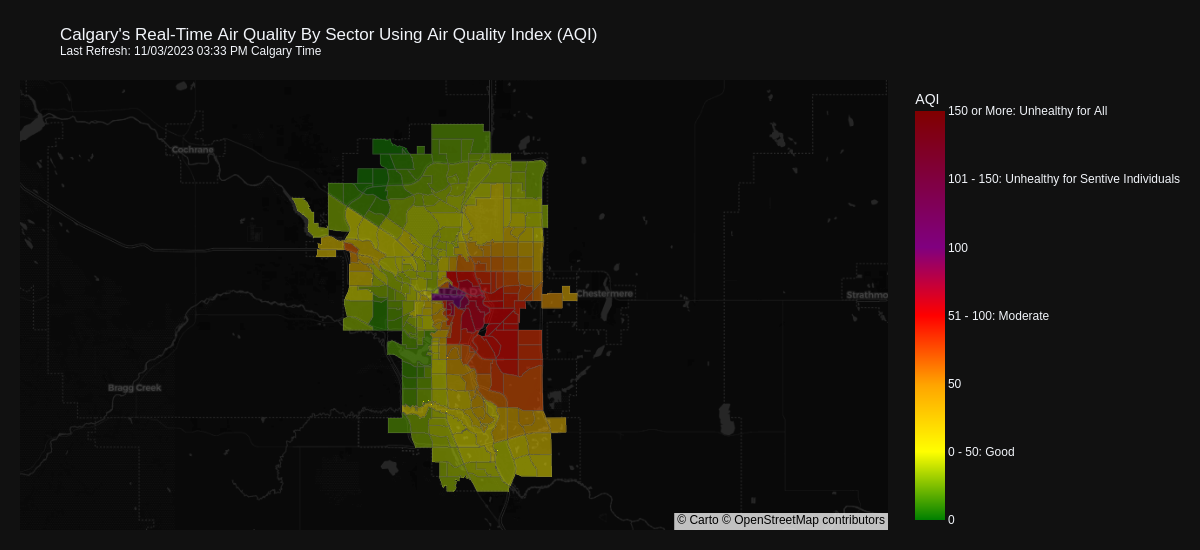 Calgary's Real-Time Air Quality By Sector Using Air Quality Index (AQI)
Last Refresh: 11/03/2023 03:33 PM Calgary Time
AQI
150 or More: Unhealthy for All
Cochrane
101 - 150: Unhealthy for Sentive Individuals
100
Chestermere
Strathmo
51 - 100: Moderate
50
Bragg Creek
0 - 50: Good
0
© Carto © OpenStreetMap contributors